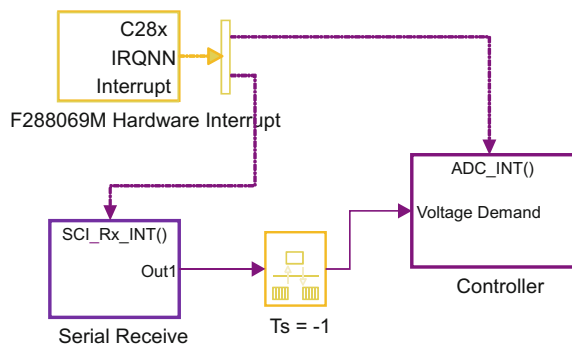 C28x
IRQNN
Interrupt
F288069M Hardware Interrupt
ADC_INT()
Voltage Demand
Controller
SCI_Rx_INT()
Out1
Serial Receive
Ts = -1